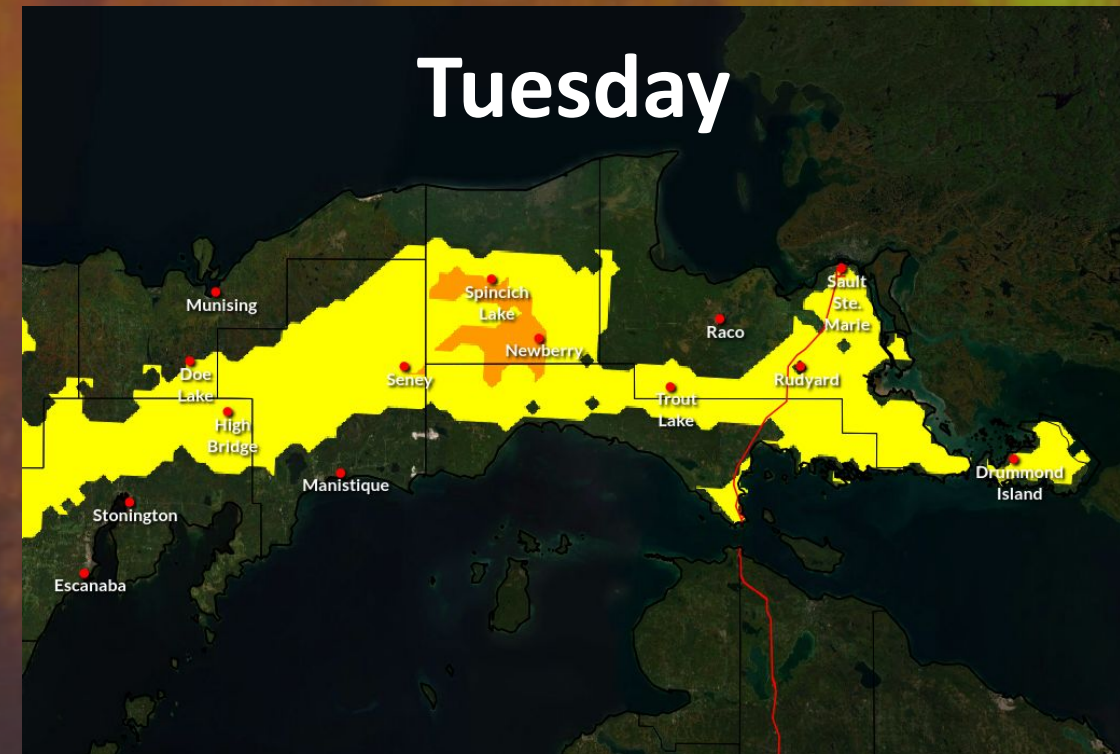 Tuesday
Spincich
Lake
Sault
Ste.
Marie
Munising
Raco
Newberry
Doe
Lake
Seney
Rudyard
Trout
Lake
High
Bridge
Manistique
Drummond
Island
Stonington
Escanaba